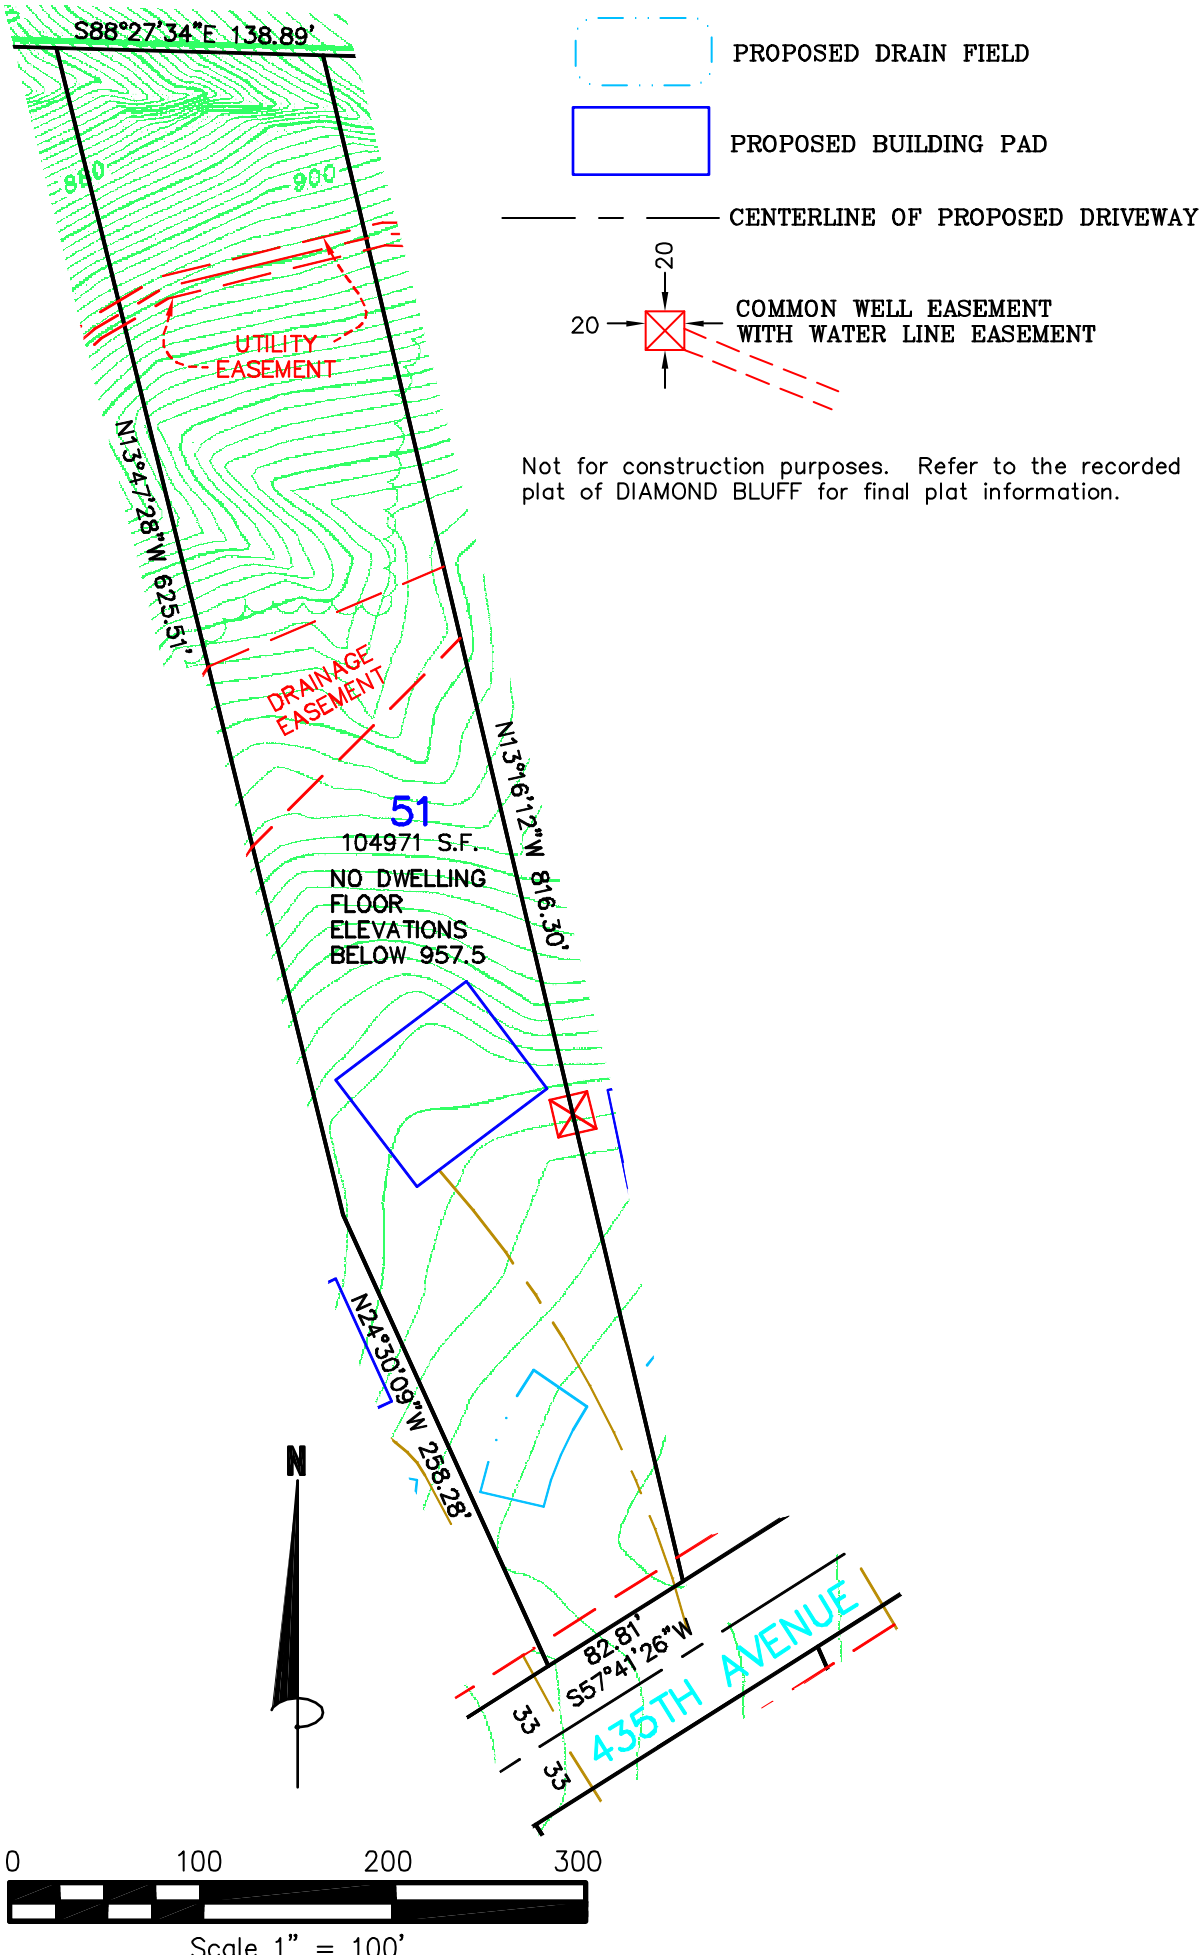 S88°27'34"E 138.89'
PROPOSED DRAIN FIELD
PROPOSED BUILDING PAD
CENTERLINE OF PROPOSED DRIVEWAY
20
20
COMMON WELL EASEMENT
WITH WATER LINE EASEMENT
Not for construction purposes. Refer to the recorded
plat of DIAMOND BLUFF for final plat information.
880
900
UTILITY
EASEMENT
N13°47'28"W 625.51'
DRAINAGE
EASEMENT
N13°16'12"W 816.30'
51
104971 S.F.
NO DWELLING
FLOOR
ELEVATIONS
BELOW 957.5
N24°30'09"W 258.28'
N
82.81'
S57°41'26"W
33
33
435TH AVENUE
0 100 200 300
Scale 1" = 100'